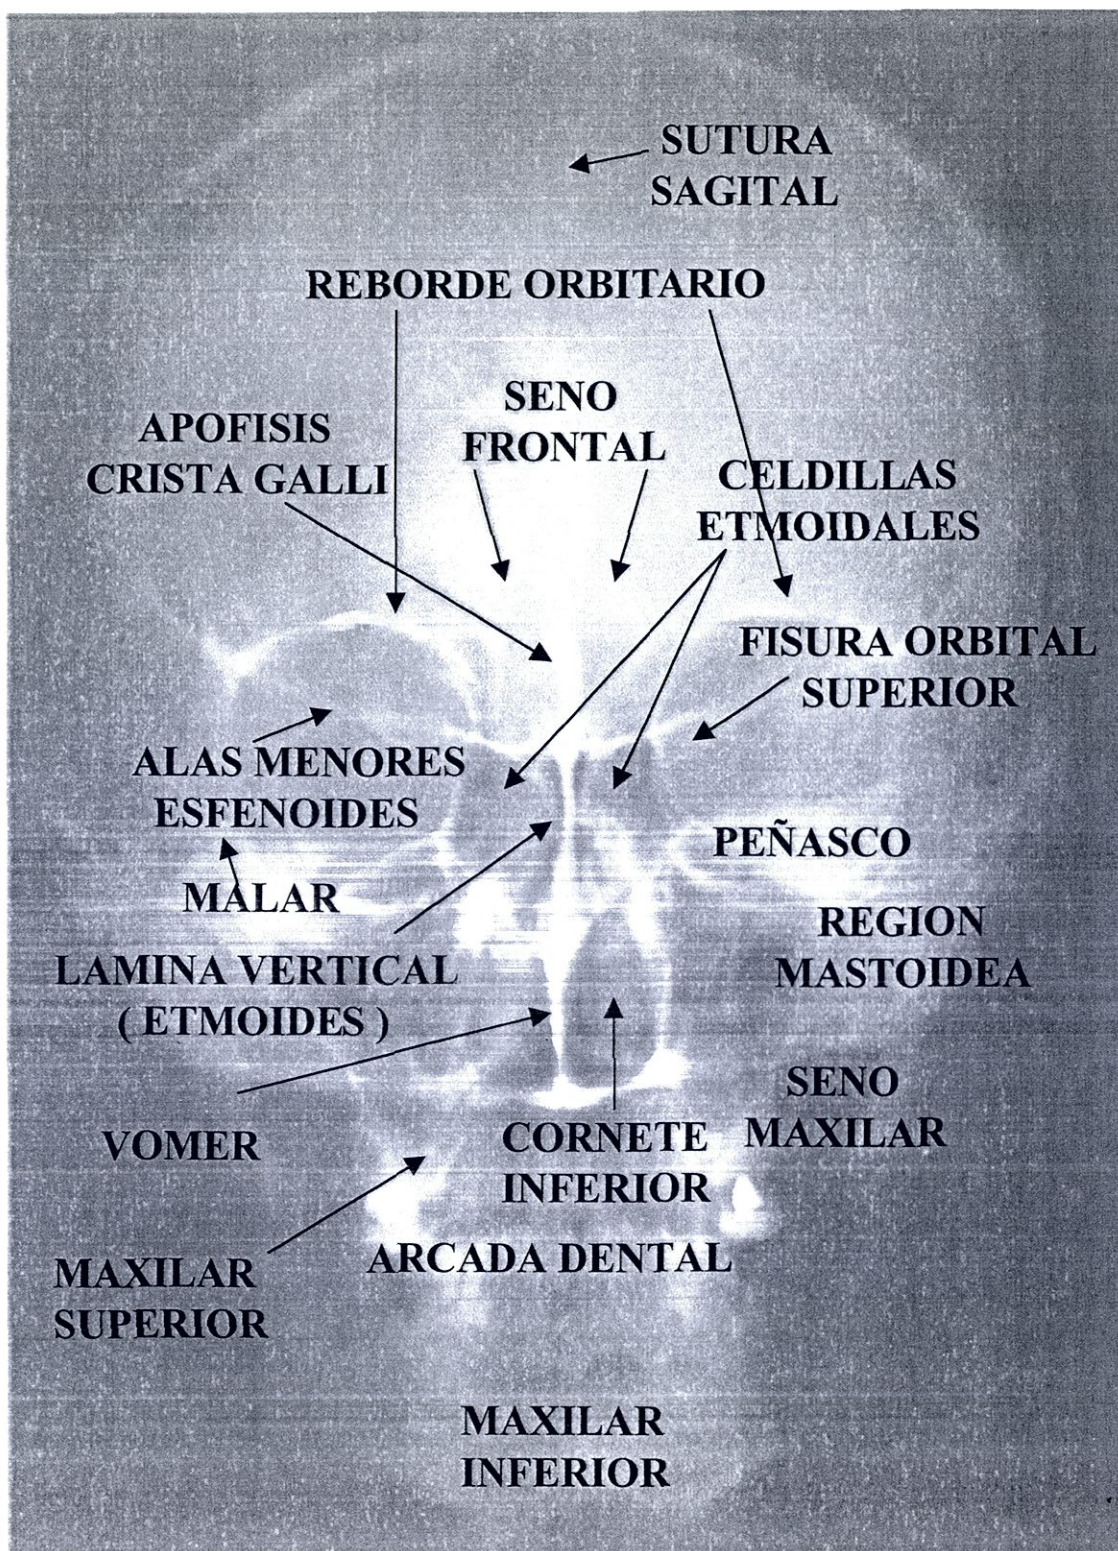 SUTURA
SAGITAL
REBORDE ORBITARIO
SENO
FRONTAL
APOFISIS
CRISTA GALLI
CELDILLAS
ETMOIDALES
FISURA ORBITAL
SUPERIOR
ALAS MENORES
ESFENOIDES
PEÑASCO
MALAR
REGION
MASTOIDEA
LAMINA VERTICAL
( ETMOIDES )
SENO
MAXILAR
VOMER
CORNETE
INFERIOR
ARCADA DENTAL
MAXILAR
SUPERIOR
MAXILAR
INFERIOR